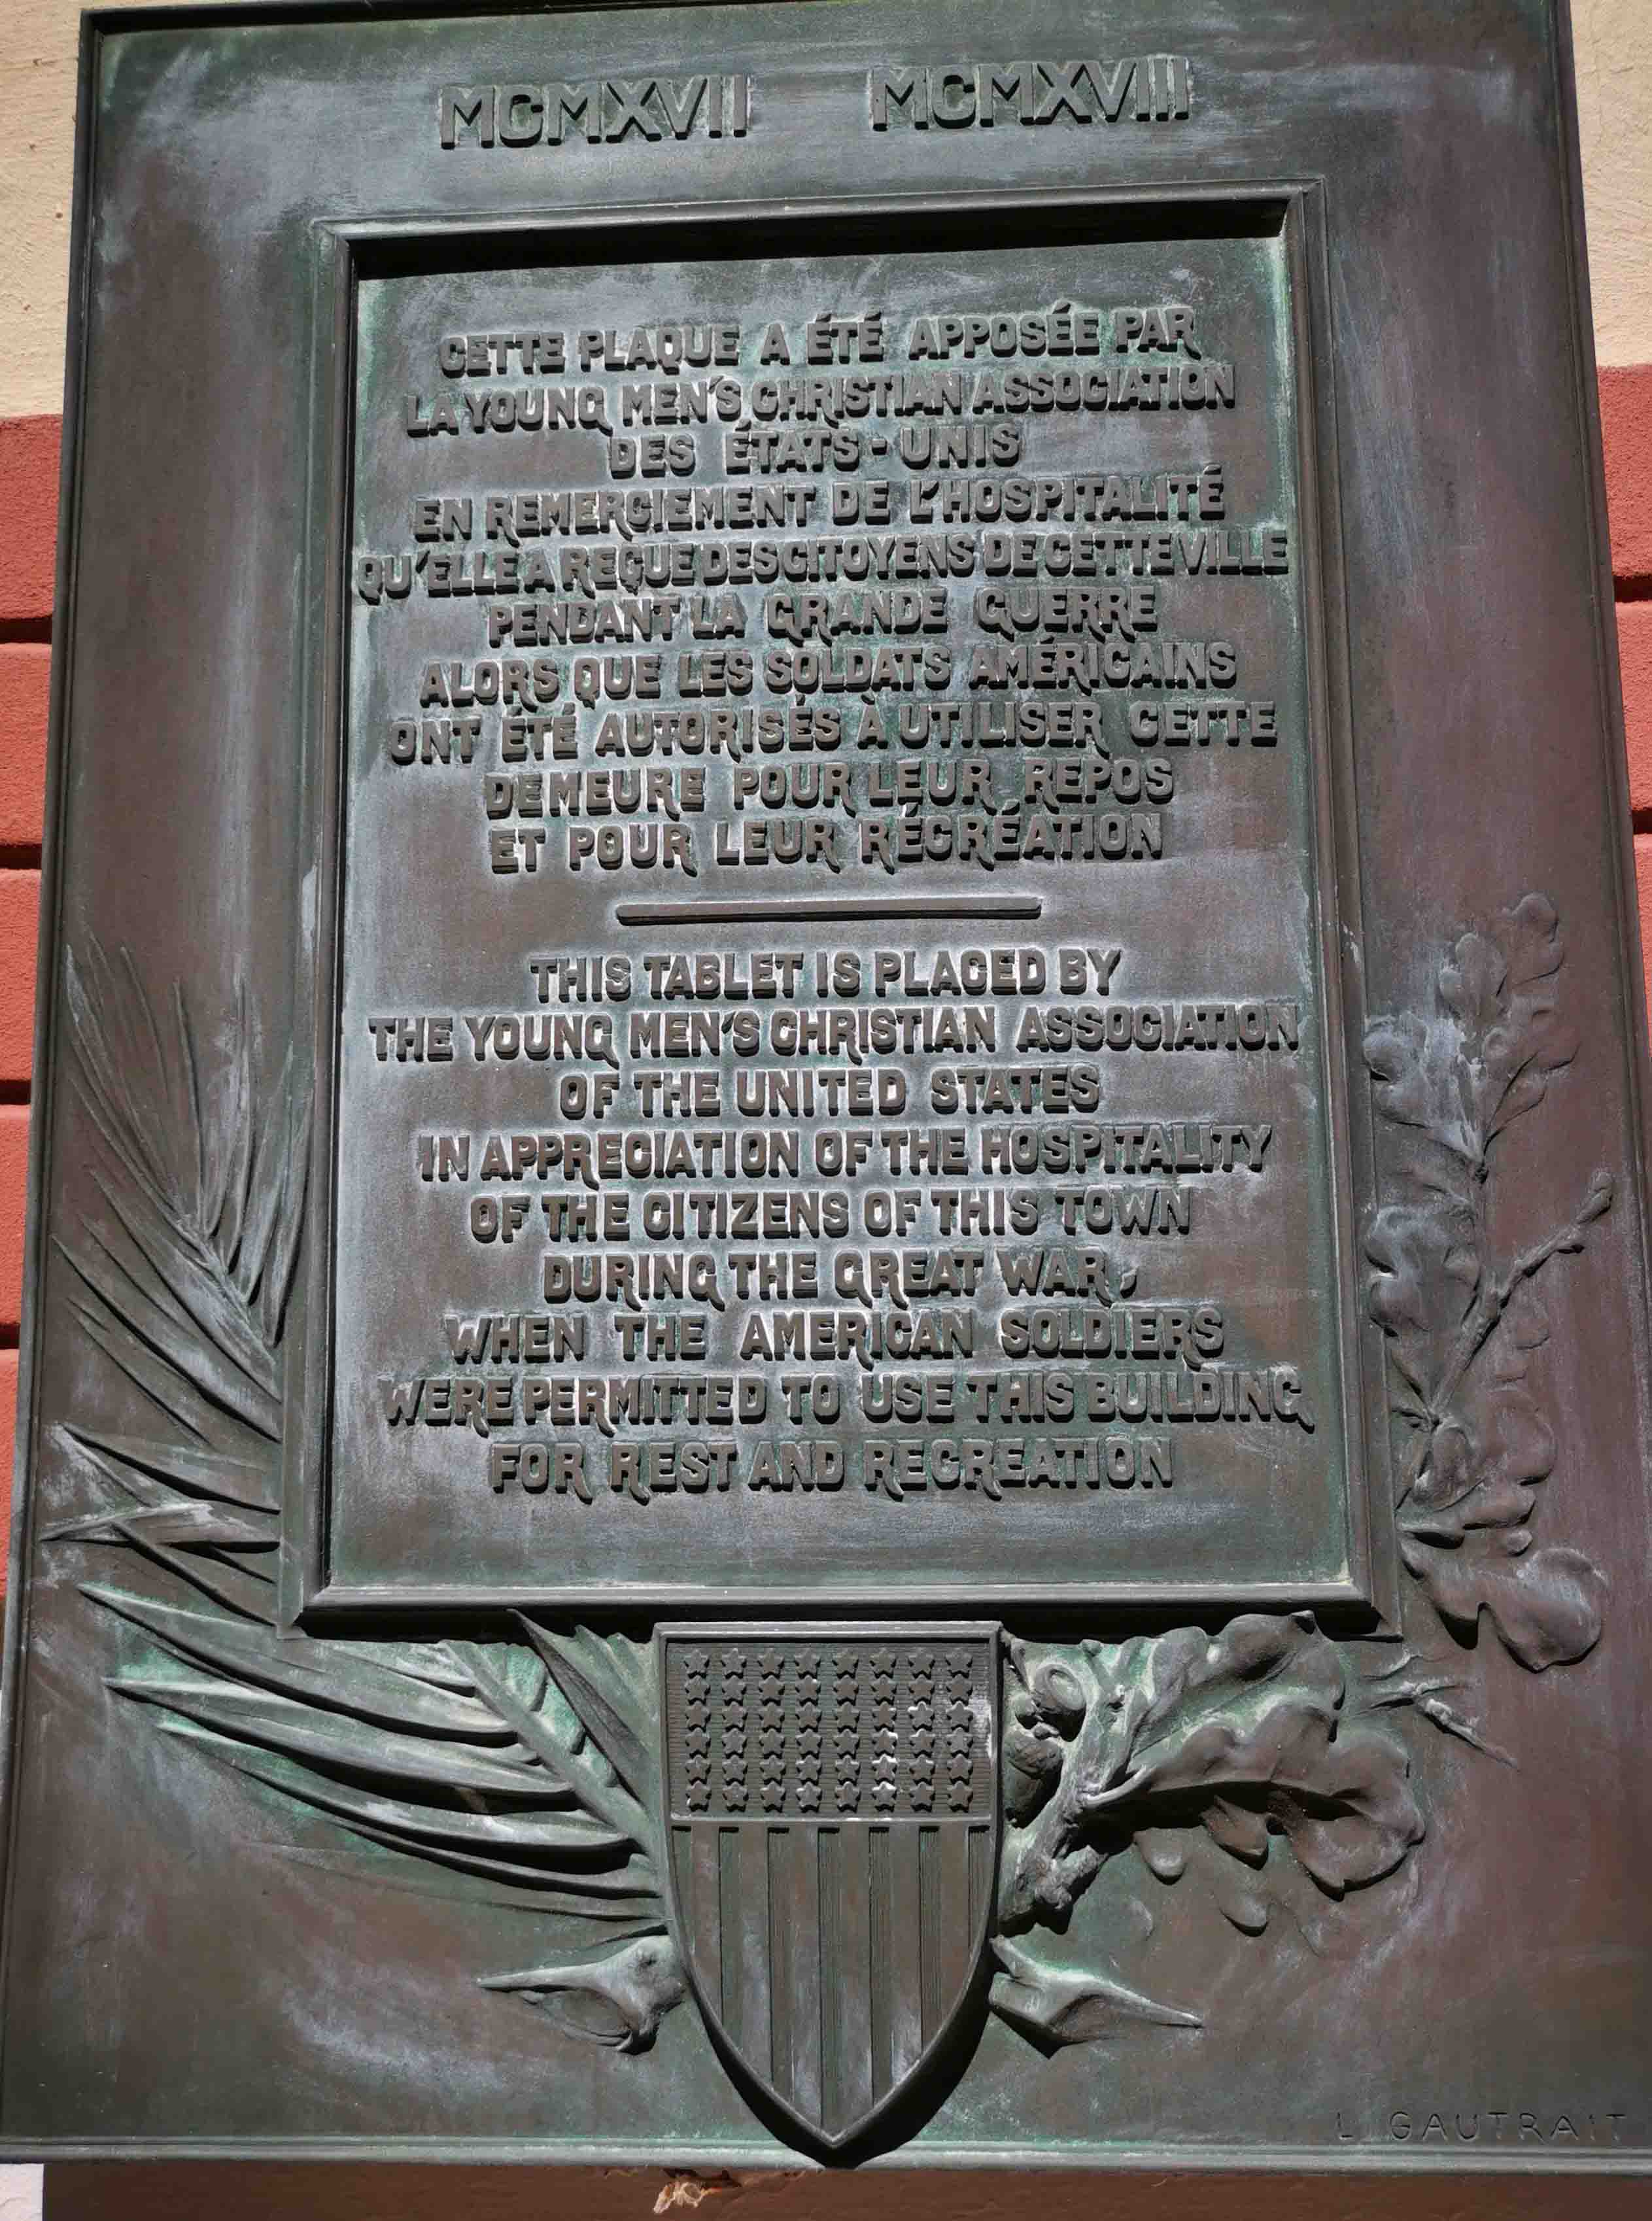 MCMXVII MCMXVIII
CETTE PLAQUE A ÉTÉ APPOSÉE PAR
LA YOUNG MEN'S CHRISTIAN ASSOCIATION
DES ÉTATS-UNIS
EN REMERCIEMENT DE L'HOSPITALITÉ
QU'ELLE A REÇUE DES CITOYENS DE CETTE VILLE
PENDANT LA GRANDE GUERRE
ALORS QUE LES SOLDATS AMÉRICAINS
ONT ÉTÉ AUTORISÉS À UTILISER CETTE
DEMEURE POUR LEUR REPOS
ET POUR LEUR RÉCRÉATION
THIS TABLET IS PLACED BY
THE YOUNG MEN'S CHRISTIAN ASSOCIATION
OF THE UNITED STATES
IN APPRECIATION OF THE HOSPITALITY
OF THE CITIZENS OF THIS TOWN
DURING THE GREAT WAR,
WHEN THE AMERICAN SOLDIERS
WERE PERMITTED TO USE THIS BUILDING
FOR REST AND RECREATION
L. GAUTRAIT